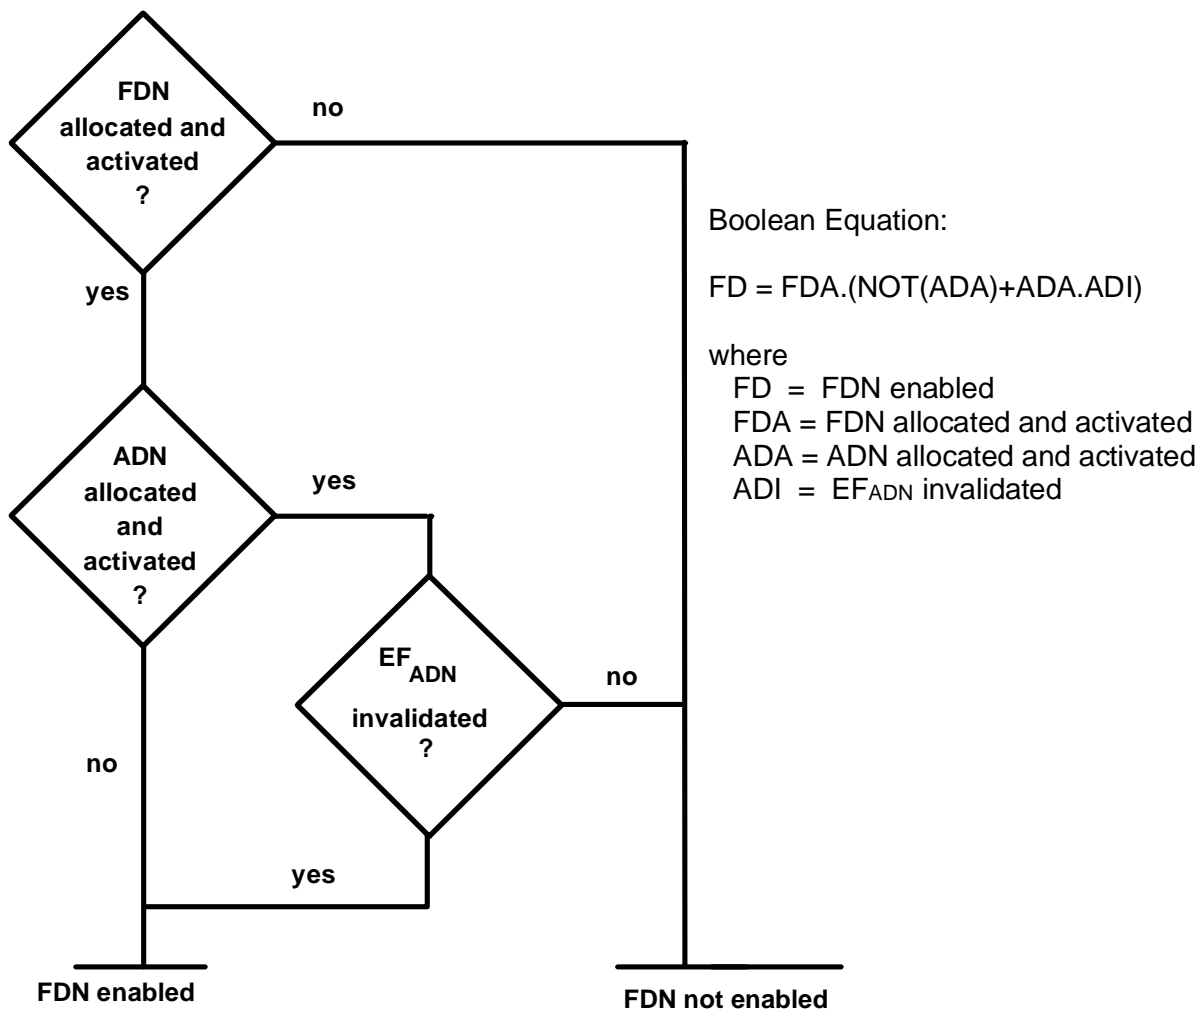 FDN
allocated and
activated
?
no
yes
Boolean Equation:
FD = FDA.(NOT(ADA)+ADA.ADI)
where
FD = FDN enabled
FDA = FDN allocated and activated
ADA = ADN allocated and activated
ADI = EFADN invalidated
ADN
allocated
and
activated
?
yes
EFADN
invalidated
?
no
no
yes
FDN enabled
FDN not enabled